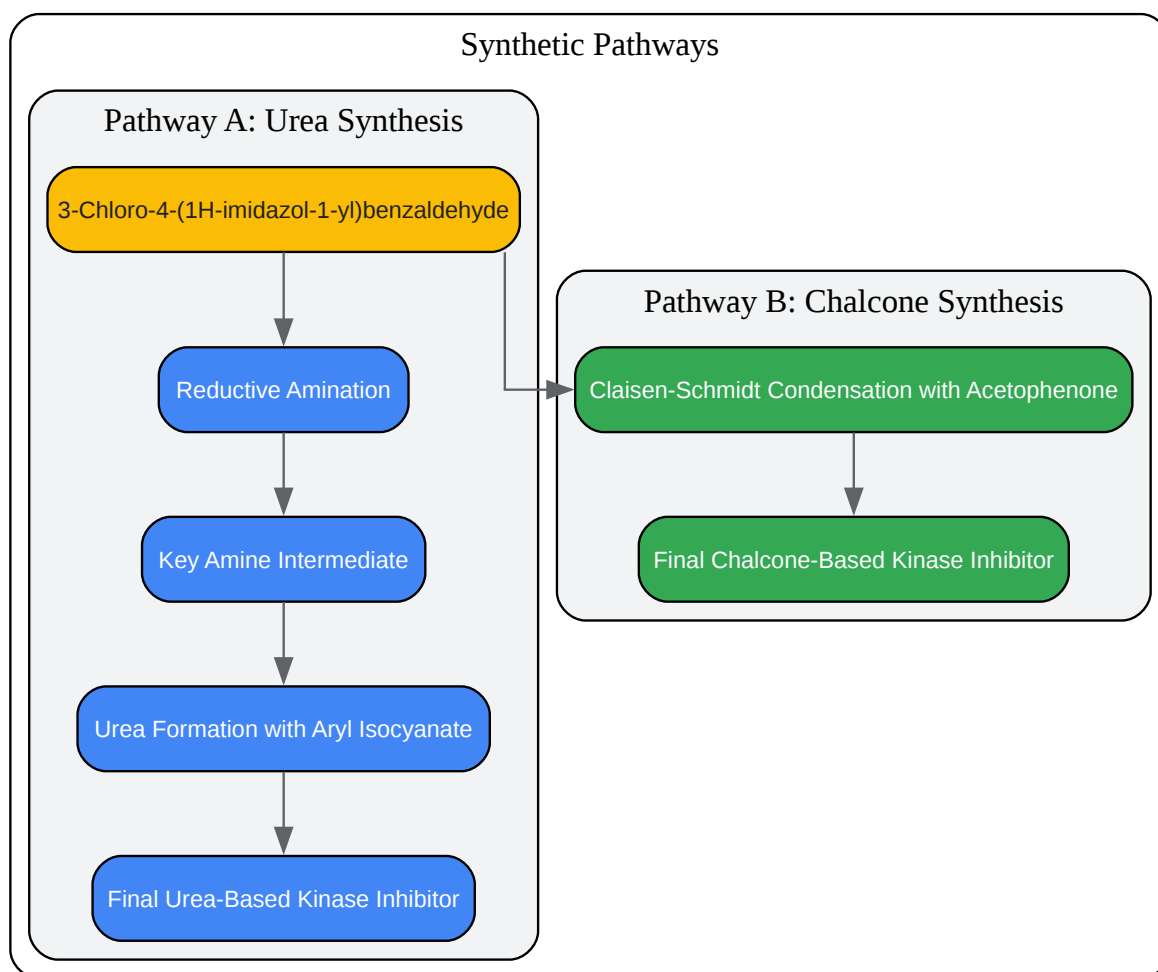 Synthetic Pathways
Pathway A: Urea Synthesis
3-Chloro-4-(1H-imidazol-1-yl)benzaldehyde
Reductive Amination
Key Amine Intermediate
Urea Formation with Aryl Isocyanate
Final Urea-Based Kinase Inhibitor
Pathway B: Chalcone Synthesis
Claisen-Schmidt Condensation with Acetophenone
Final Chalcone-Based Kinase Inhibitor